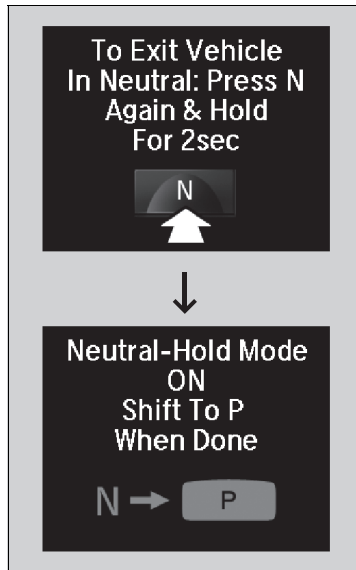 To Exit Vehicle
In Neutral: Press N
Again & Hold
For 2sec
N
Neutral-Hold Mode
ON
Shift To P
When Done
N P